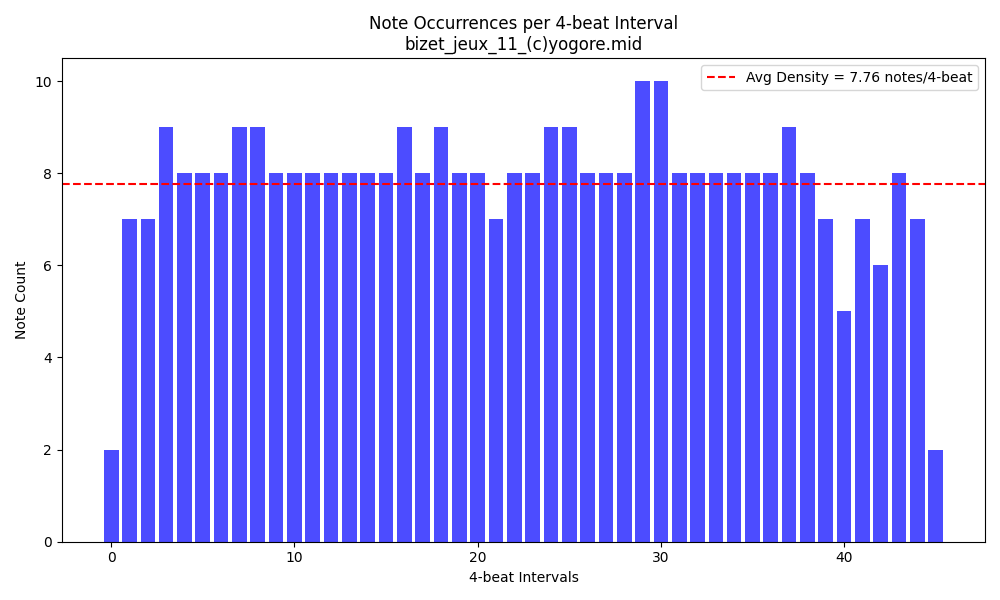 Note Occurrences per 4-beat Interval
bizet_jeux_11_(c)yogore.mid
Avg Density = 7.76 notes/4-beat
10
8
6
4
2
0
Note Count
0 10 20 30 40
4-beat Intervals